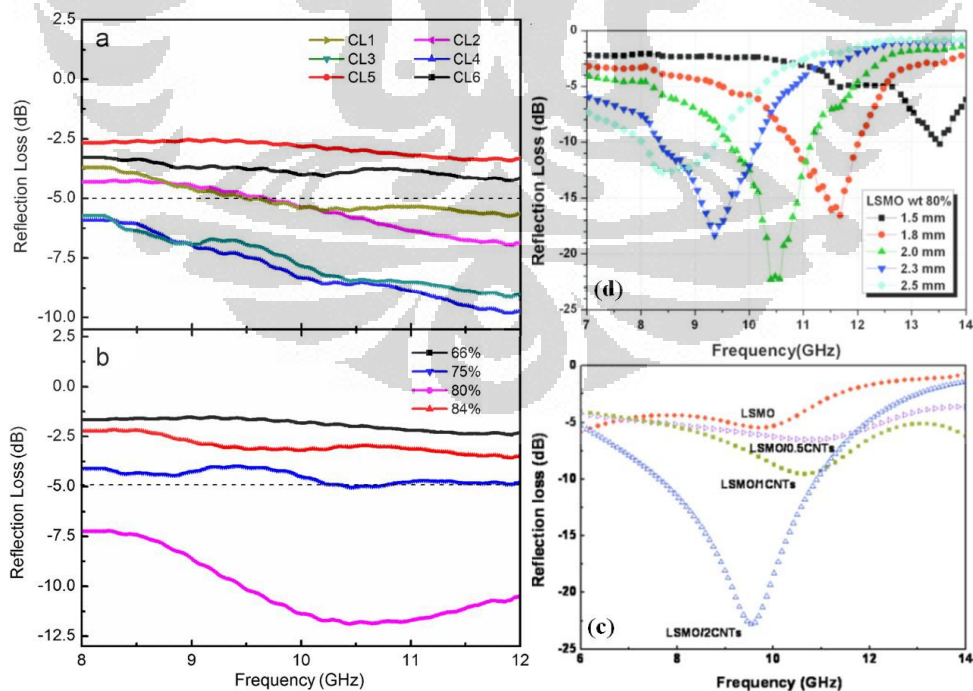 a
CL1 CL2
CL3 CL4
CL5 CL6
2.5
0.0
-2.5
-5.0
-7.5
-10.0
Reflection Loss (dB)
b
66%
75%
80%
84%
2.5
0.0
-2.5
-5.0
-7.5
-10.0
-12.5
Reflection Loss (dB)
8 9 10 11 12
Frequency (GHz)
0
-5
-10
-15
-20
-25
Reflection Loss (dB)
LSMO wt 80%
1.5 mm
1.8 mm
2.0 mm
2.3 mm
2.5 mm
(d)
7 8 9 10 11 12 13 14
Frequency(GHz)
0
-5
-10
-15
-20
-25
Reflection loss (dB)
LSMO
LSMO/0.5CNTs
LSMO/1CNTs
LSMO/2CNTs
(c)
6 8 10 12 14
Frequency (GHz)